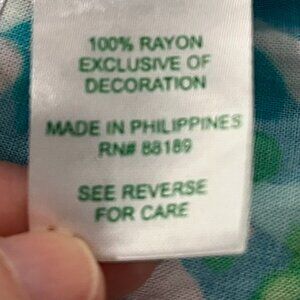 100% RAYON
EXCLUSIVE OF
DECORATION
MADE IN PHILIPPINES
RN# 88189
SEE REVERSE
FOR CARE